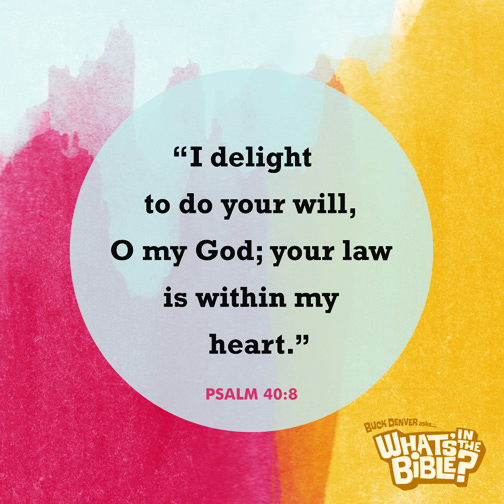 “I delight
to do your will,
O my God; your law
is within my
heart.”
PSALM 40:8
BUCK DENVER asks...
WHAT'S IN THE
BiBLE?